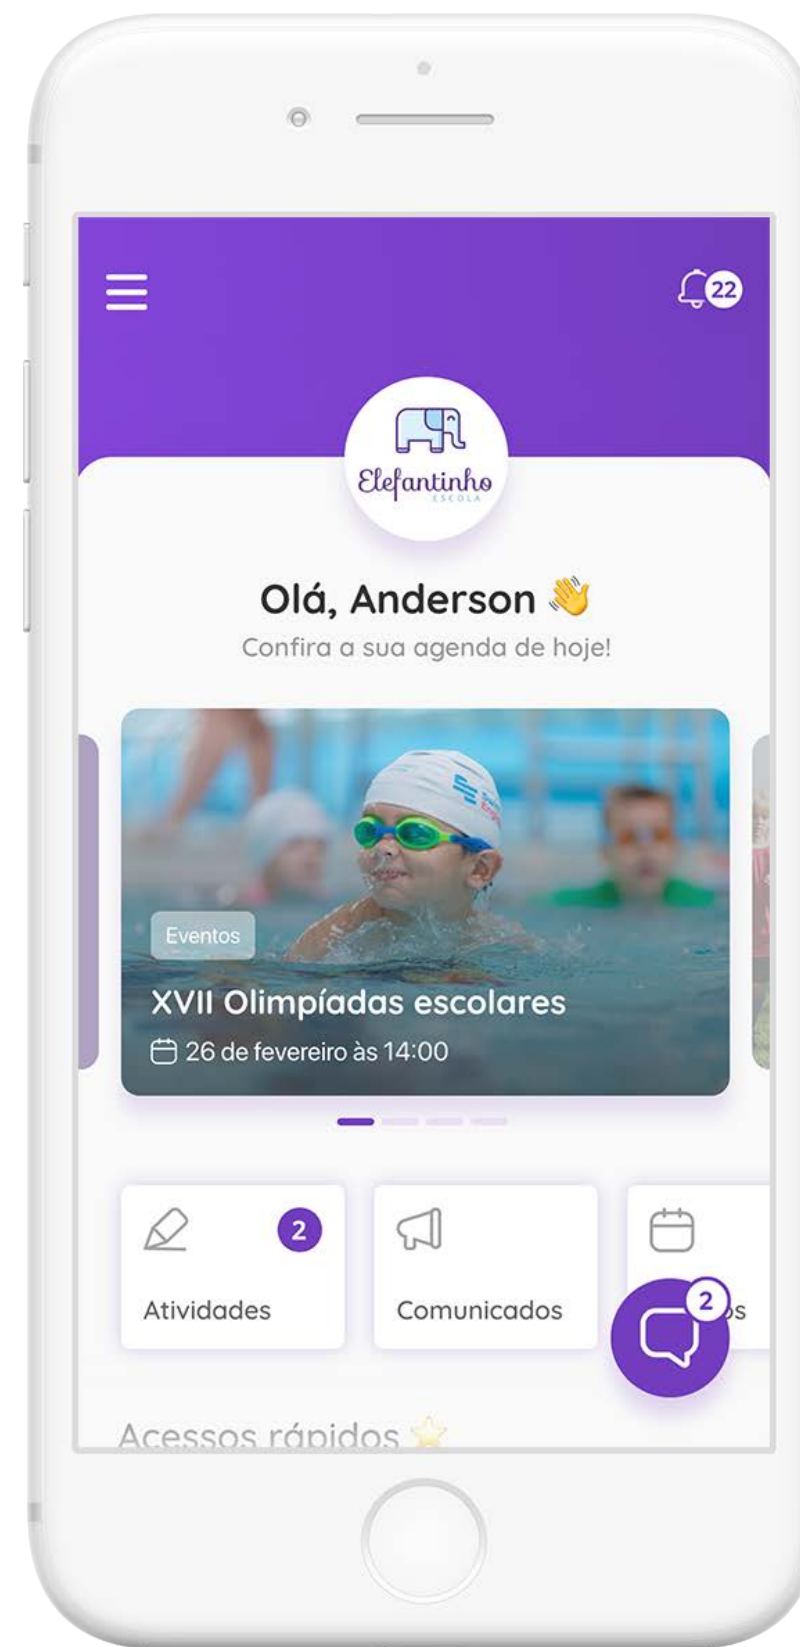 22
Elefantinho
ESCOLA
Olá, Anderson 👋
Confira a sua agenda de hoje!
Eventos
XVII Olimpíadas escolares
26 de fevereiro às 14:00
2
Atividades
Comunicados
2
Acessos rápidos ⭐